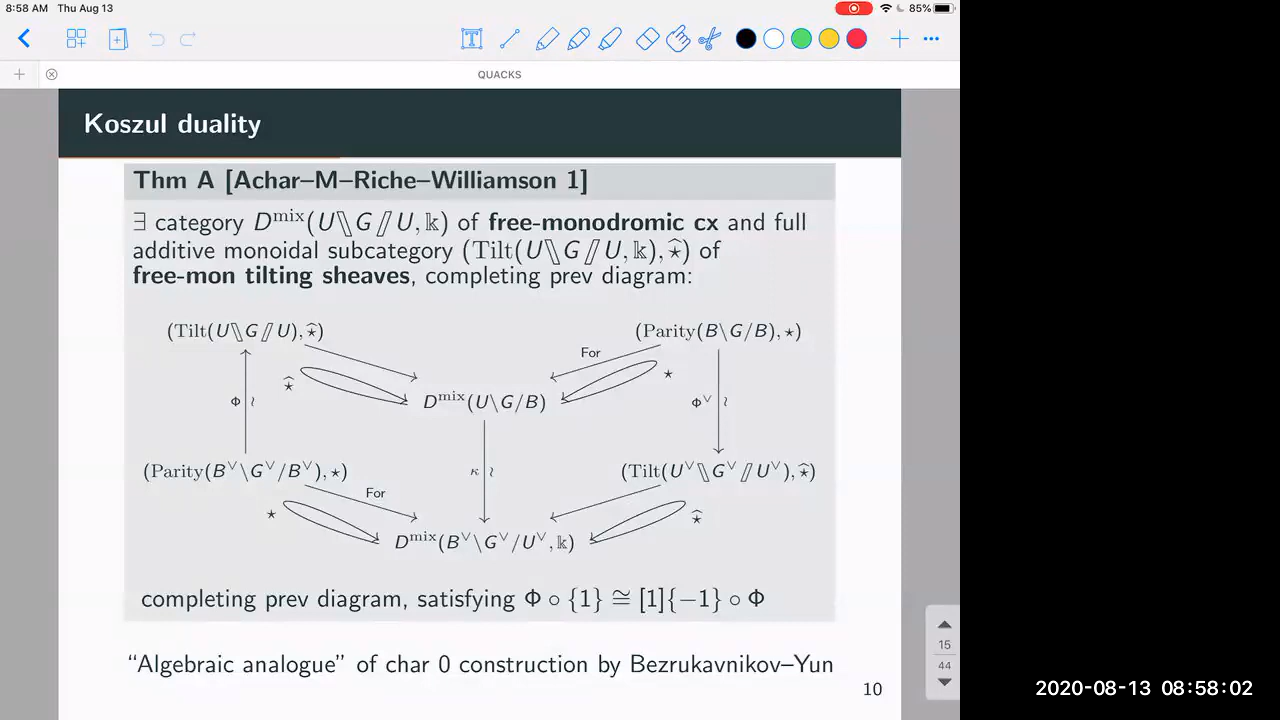 8:58 AM Thu Aug 13
85%
QUACKS
Koszul duality
Thm A [Achar–M–Riche–Williamson 1]
∃ category D^mix(U\\G//U, 𝕜) of free-monodromic cx and full
additive monoidal subcategory (Tilt(U\\G//U, 𝕜), ⋆̂) of
free-mon tilting sheaves, completing prev diagram:
(Tilt(U\\G//U), ⋆̂) (Parity(B\G/B), ⋆)
For
⋆̂ ⋆
D^mix(U\G/B)
Φ ≀ Φ^∨ ≀
κ ≀
(Parity(B^∨\G^∨/B^∨), ⋆) (Tilt(U^∨\\G^∨//U^∨), ⋆̂)
For
⋆ ⋆̂
D^mix(B^∨\G^∨/U^∨, 𝕜)
completing prev diagram, satisfying Φ ∘ {1} ≅ [1]{−1} ∘ Φ
“Algebraic analogue” of char 0 construction by Bezrukavnikov–Yun
10
15
44
2020-08-13 08:58:02